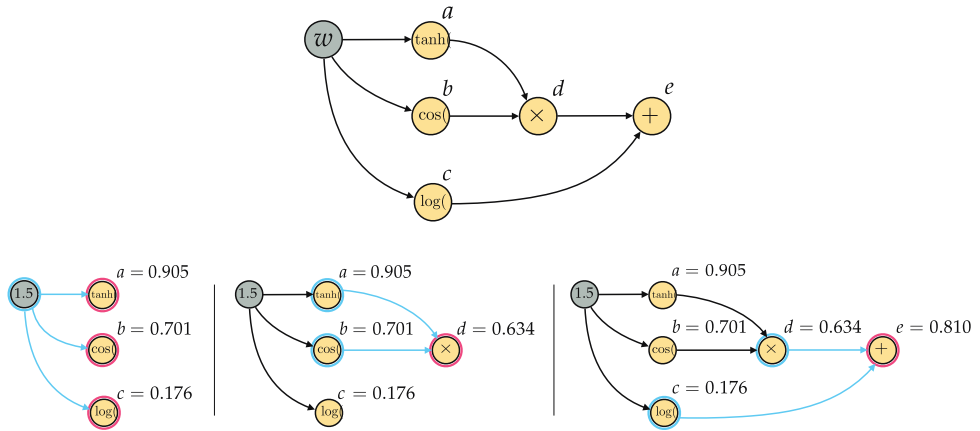 a
w
tanh(
b
d
e
cos(
×
+
c
log(
a = 0.905
1.5
tanh(
b = 0.701
cos(
c = 0.176
log(
a = 0.905
1.5
tanh(
b = 0.701
d = 0.634
cos(
×
c = 0.176
log(
a = 0.905
1.5
tanh(
b = 0.701
d = 0.634
e = 0.810
cos(
×
+
c = 0.176
log(